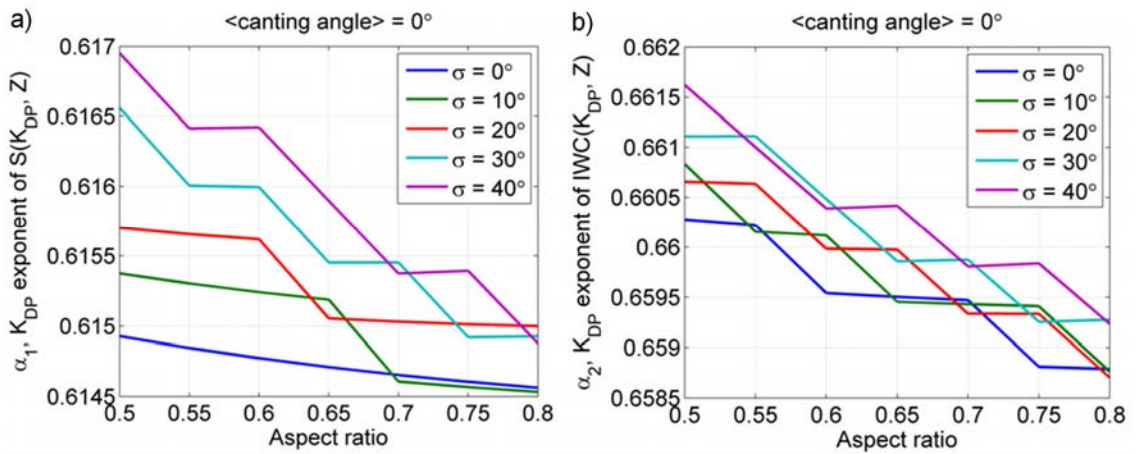 a)
<canting angle> = 0°
α1, KDP exponent of S(KDP, Z)
0.617
0.6165
0.616
0.6155
0.615
0.6145
0.5 0.55 0.6 0.65 0.7 0.75 0.8
Aspect ratio
σ = 0°
σ = 10°
σ = 20°
σ = 30°
σ = 40°
b)
<canting angle> = 0°
α2, KDP exponent of IWC(KDP, Z)
0.662
0.6615
0.661
0.6605
0.66
0.6595
0.659
0.6585
0.5 0.55 0.6 0.65 0.7 0.75 0.8
Aspect ratio
σ = 0°
σ = 10°
σ = 20°
σ = 30°
σ = 40°